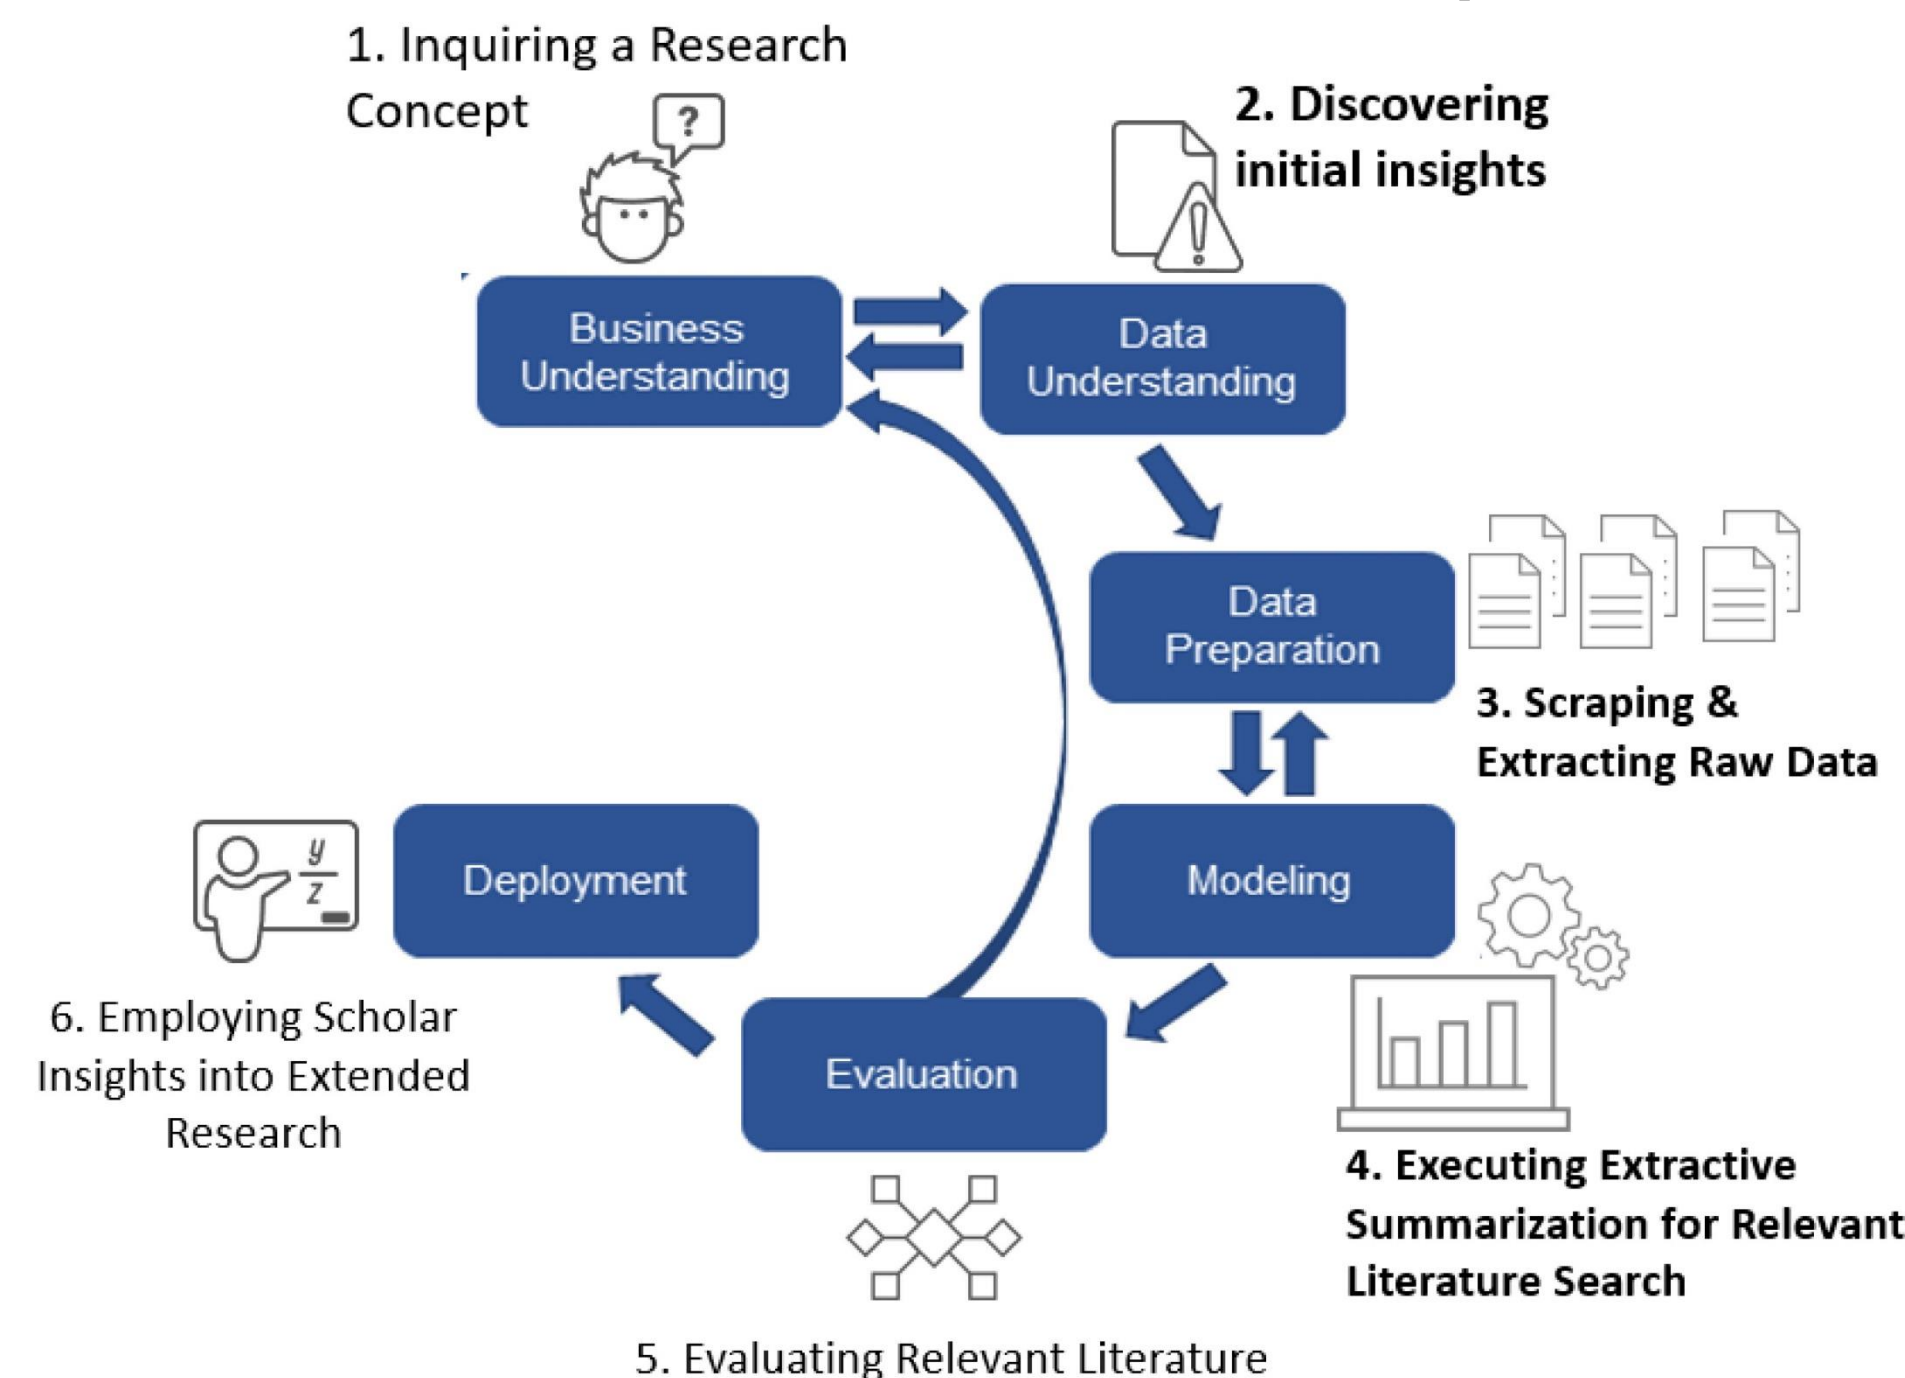 1. Inquiring a Research
Concept
?
2. Discovering
initial insights
Business
Understanding
Data
Understanding
Data
Preparation
3. Scraping &
Extracting Raw Data
Modeling
4. Executing Extractive
Summarization for Relevant
Literature Search
Evaluation
5. Evaluating Relevant Literature
Deployment
y
z
6. Employing Scholar
Insights into Extended
Research